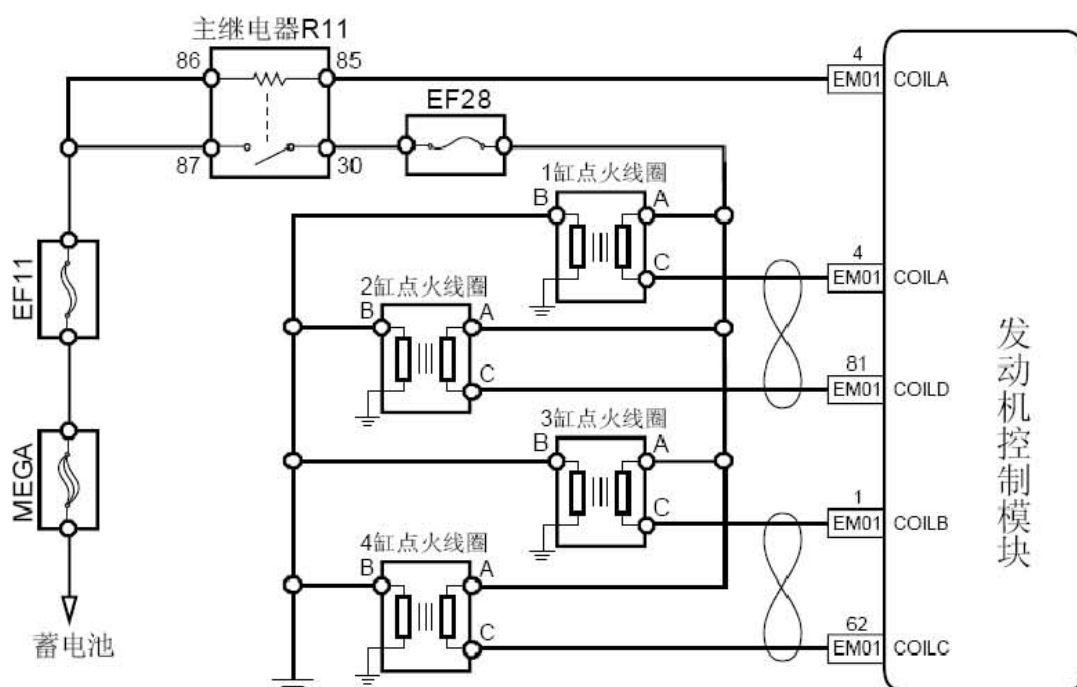 主继电器R11
86
85
4
EM01
COILA
EF28
87
30
1缸点火线圈
B
A
C
4
EM01
COILA
EF11
2缸点火线圈
B
A
C
81
EM01
COILD
发动机控制模块
3缸点火线圈
B
A
C
1
EM01
COILB
MEGA
4缸点火线圈
B
A
C
62
EM01
COILC
蓄电池